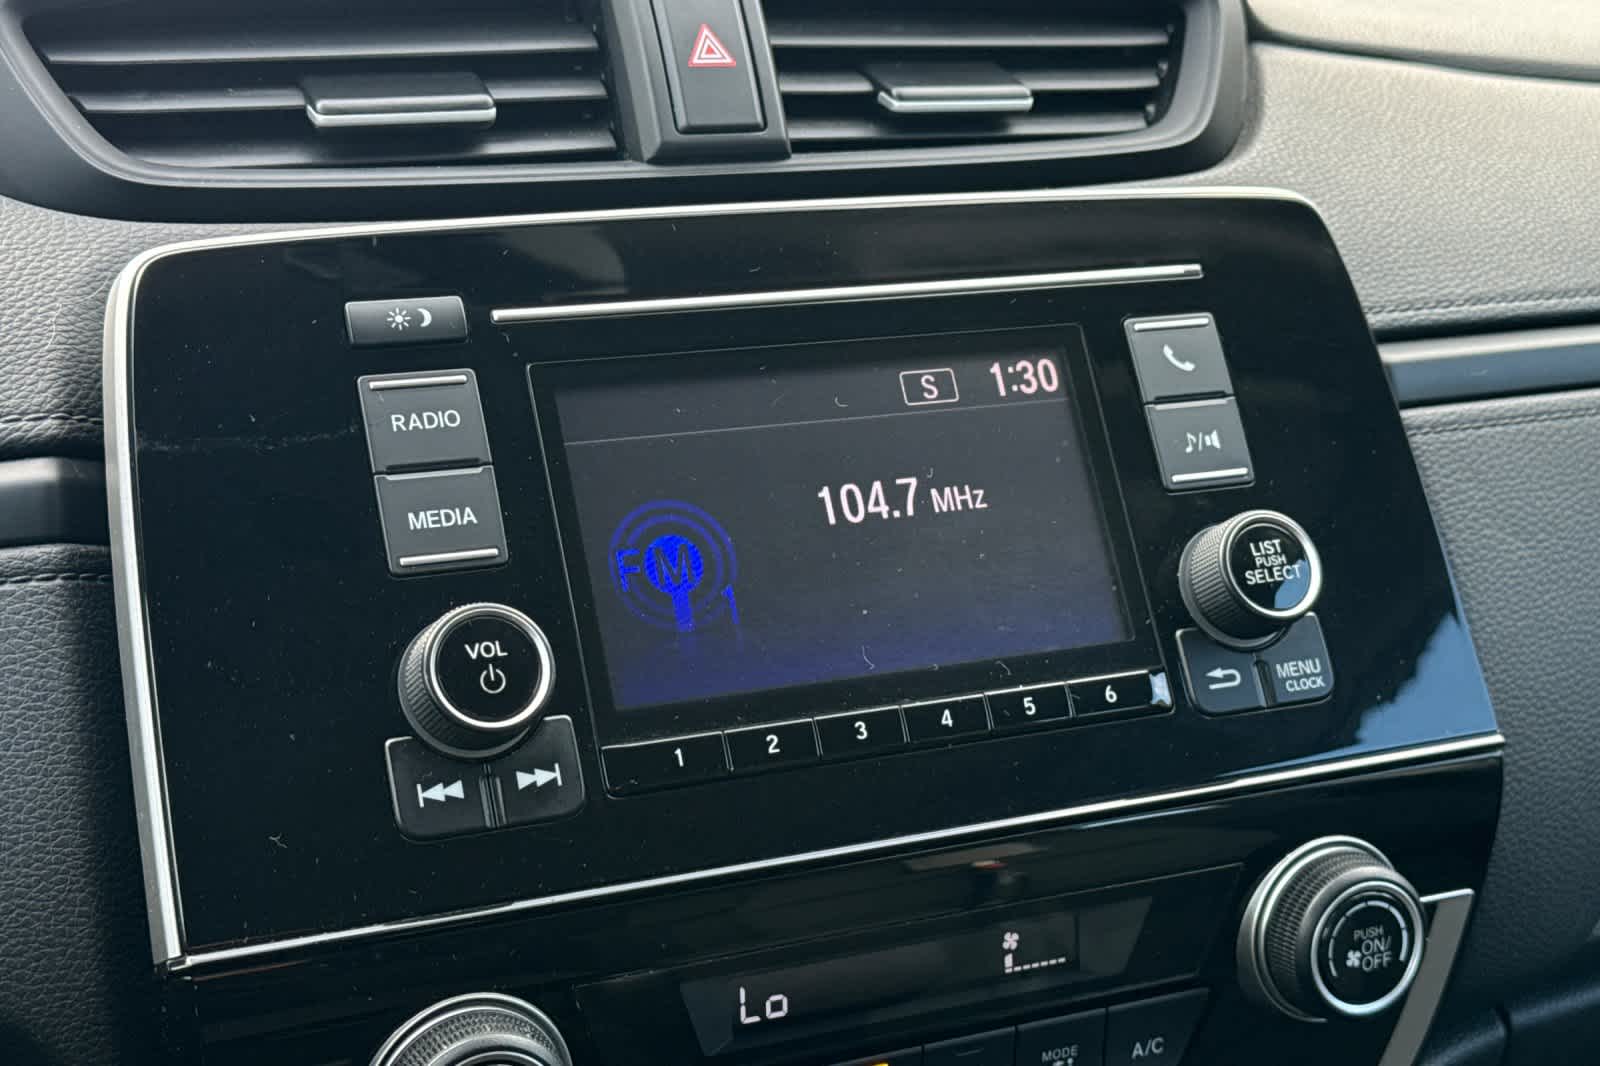 S 1:30
RADIO
104.7 MHz
MEDIA
FM
1
LIST
PUSH
SELECT
VOL
MENU
CLOCK
1 2 3 4 5 6
PUSH
ON/
OFF
Lo
MODE
A/C